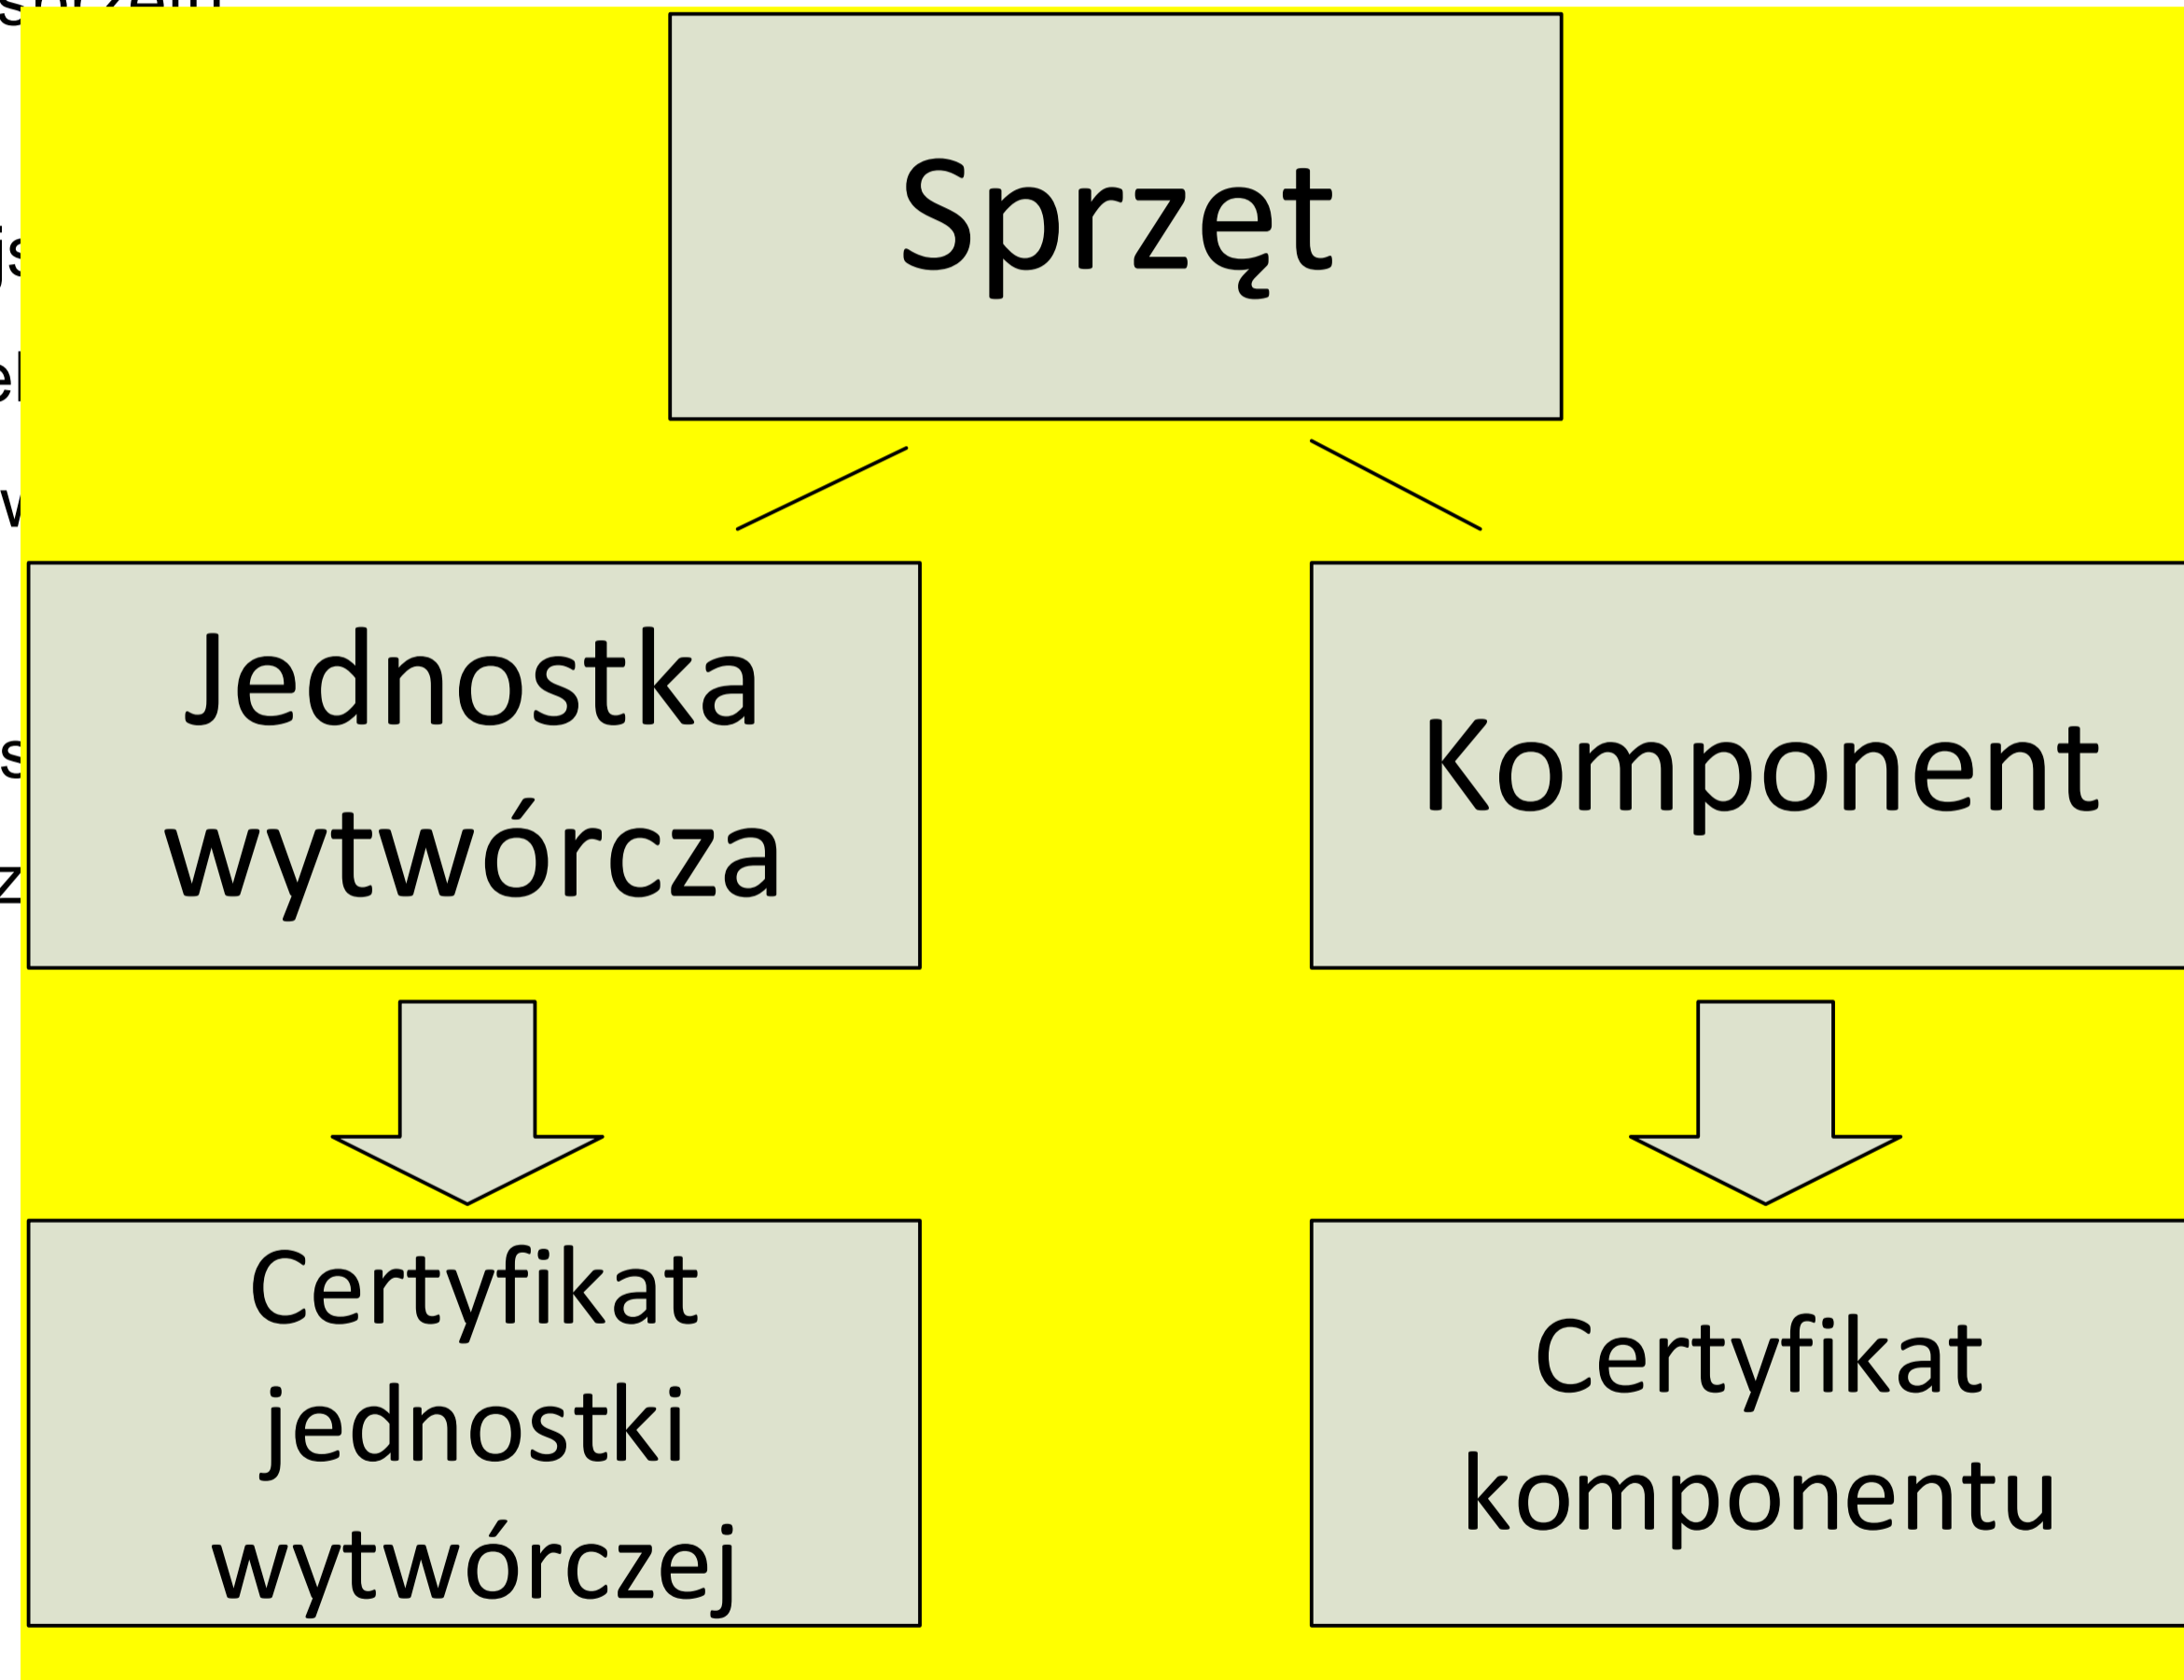 Sprzęt
Jednostka
wytwórcza
Komponent
Certyfikat
jednostki
wytwórczej
Certyfikat
komponentu